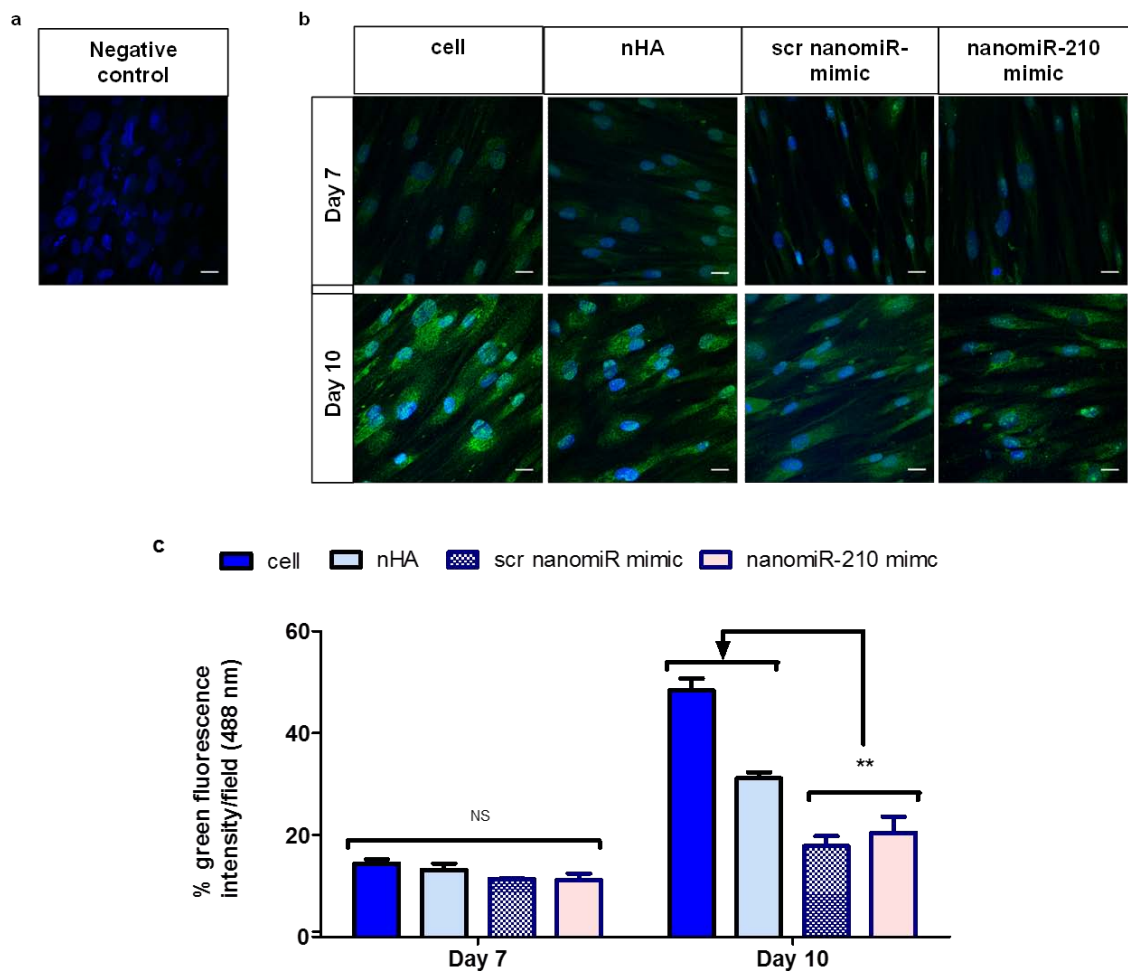 a
Negative
control
b
cell
nHA
scr nanomiR-
mimic
nanomiR-210
mimic
Day 7
Day 10
c
cell
nHA
scr nanomiR mimic
nanomiR-210 mimc
% green fluorescence
intensity/field (488 nm)
60
40
20
0
NS
**
Day 7
Day 10